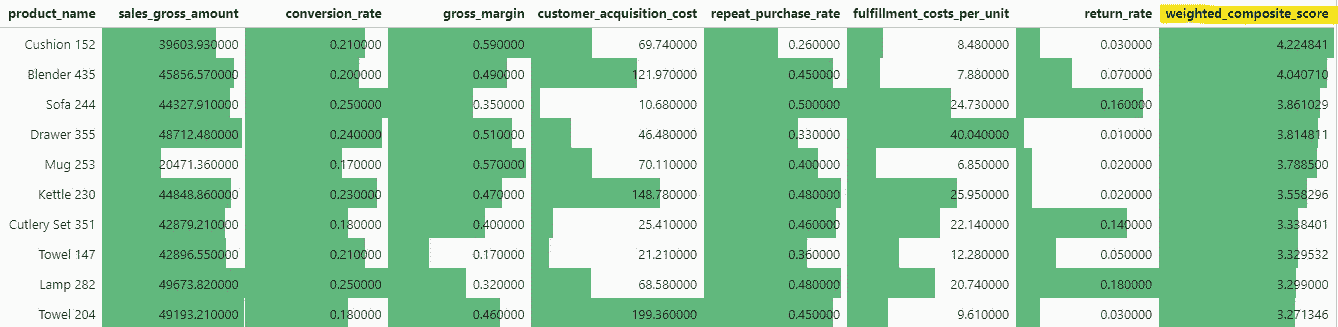 product_name sales_gross_amount conversion_rate gross_margin customer_acquisition_cost repeat_purchase_rate fulfillment_costs_per_unit return_rate weighted_composite_score
Cushion 152 39603.930000 0.210000 0.590000 69.740000 0.260000 8.480000 0.030000 4.224841
Blender 435 45856.570000 0.200000 0.490000 121.970000 0.450000 7.880000 0.070000 4.040710
Sofa 244 44327.910000 0.250000 0.350000 10.680000 0.500000 24.730000 0.160000 3.861029
Drawer 355 48712.480000 0.240000 0.510000 46.480000 0.330000 40.040000 0.010000 3.814811
Mug 253 20471.360000 0.170000 0.570000 70.110000 0.400000 6.850000 0.020000 3.788500
Kettle 230 44848.860000 0.230000 0.470000 148.780000 0.480000 25.950000 0.020000 3.558296
Cutlery Set 351 42879.210000 0.180000 0.400000 25.410000 0.460000 22.140000 0.140000 3.338401
Towel 147 42896.550000 0.210000 0.170000 21.210000 0.360000 12.280000 0.050000 3.329532
Lamp 282 49673.820000 0.250000 0.320000 68.580000 0.480000 20.740000 0.180000 3.299000
Towel 204 49193.210000 0.180000 0.460000 199.360000 0.450000 9.610000 0.030000 3.271346